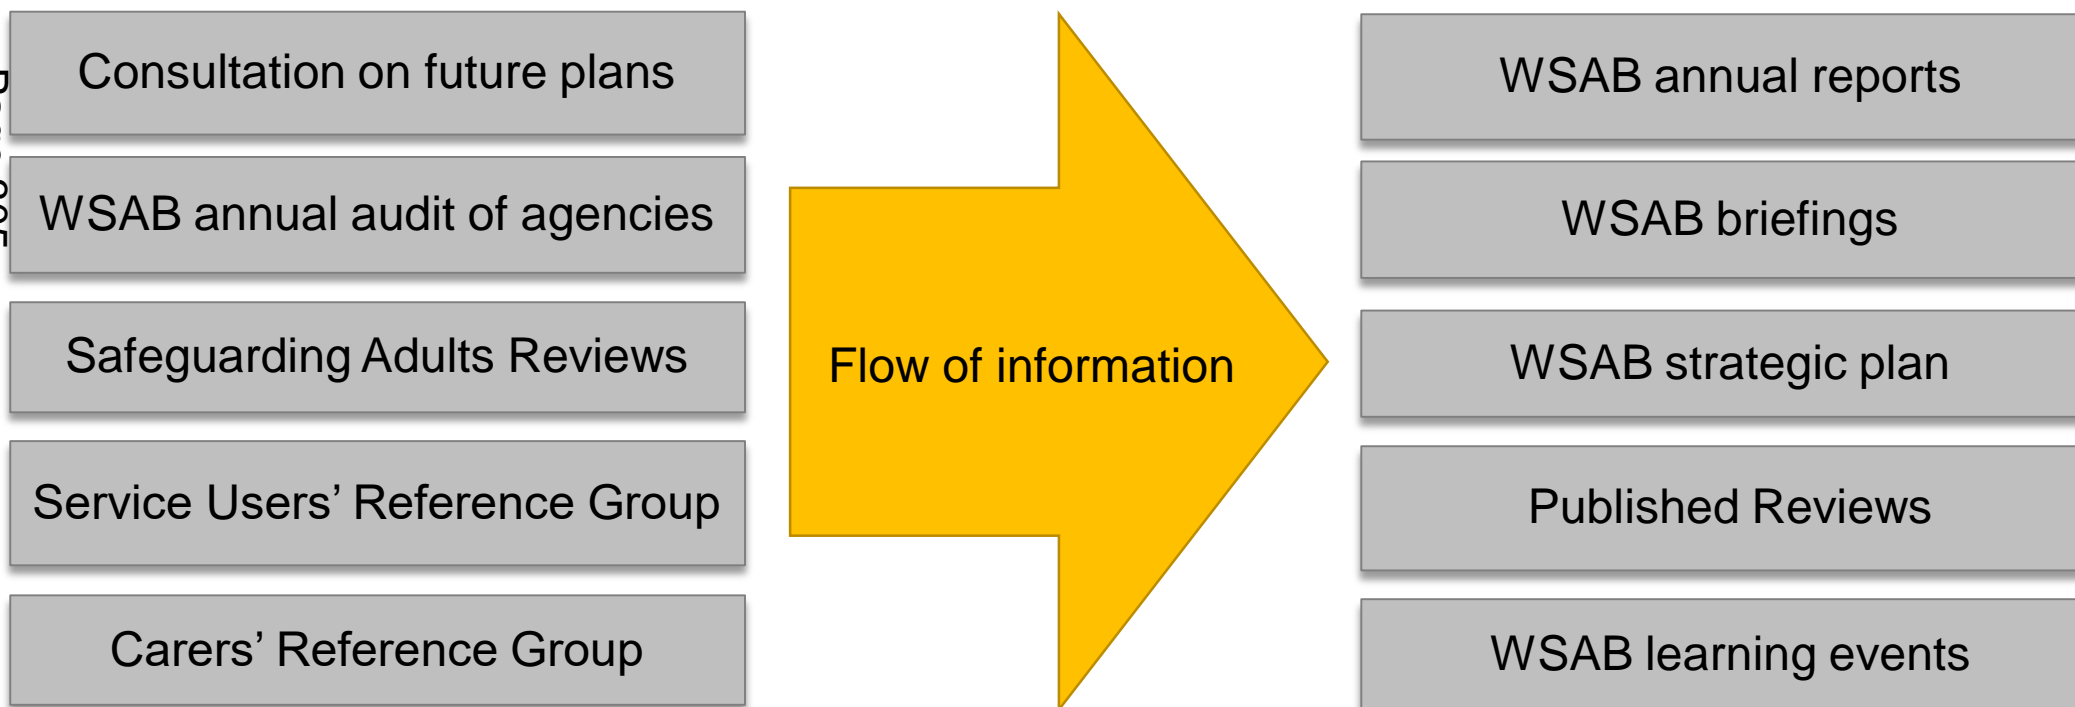 Consultation on future plans
WSAB annual audit of agencies
Safeguarding Adults Reviews
Service Users’ Reference Group
Carers’ Reference Group
Flow of information
WSAB annual reports
WSAB briefings
WSAB strategic plan
Published Reviews
WSAB learning events